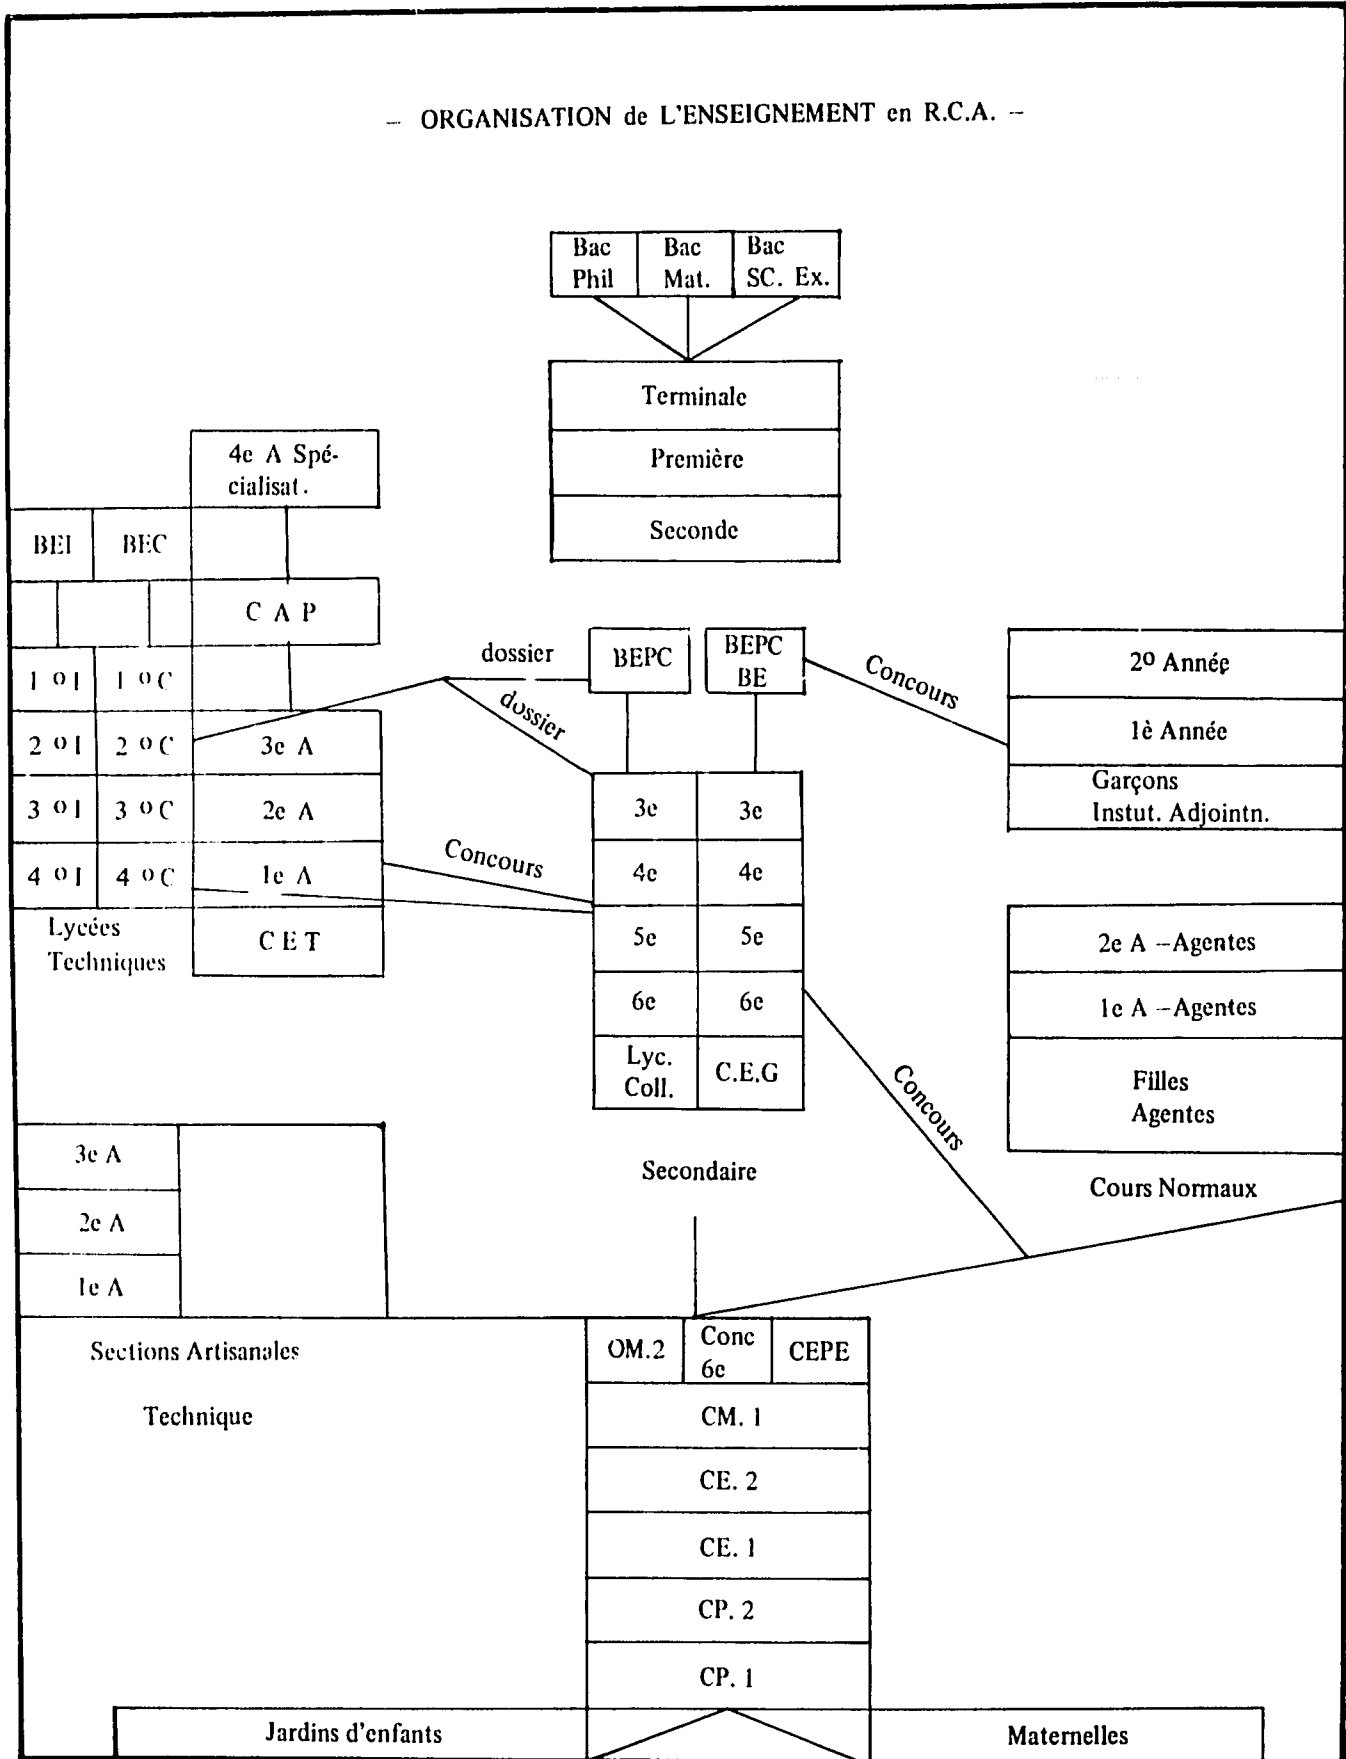 – ORGANISATION de L'ENSEIGNEMENT en R.C.A. –
Bac
Phil
Bac
Mat.
Bac
SC. Ex.
Terminale
Première
Seconde
4e A Spé-
cialisat.
BEI
BEC
C A P
1 º I
1 º C
2 º I
2 º C
3e A
3 º I
3 º C
2e A
4 º I
4 º C
1e A
Lycées
Techniques
C E T
dossier
dossier
Concours
BEPC
BEPC
BE
Concours
3e
3e
4e
4e
5e
5e
6e
6e
Lyc.
Coll.
C.E.G
Secondaire
2º Année
1è Année
Garçons
Instut. Adjointn.
2e A –Agentes
1e A –Agentes
Filles
Agentes
Cours Normaux
Concours
3e A
2e A
1e A
Sections Artisanales
Technique
OM.2
Conc
6e
CEPE
CM. 1
CE. 2
CE. 1
CP. 2
CP. 1
Jardins d'enfants
Maternelles